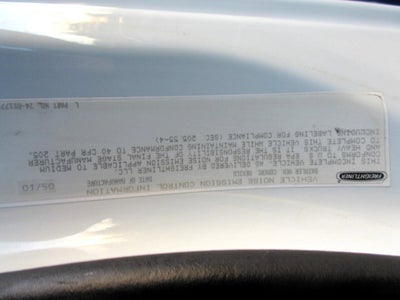 FREIGHTLINER
VEHICLE NOISE EMISSION CONTROL INFORMATION
DATE OF MANUFACTURE
05/10
THIS INCOMPLETE VEHICLE AS DELIVERED BY FREIGHTLINER LLC,
CONFORMS TO U S EPA REGULATIONS FOR NOISE EMISSION APPLICABLE TO MEDIUM
AND HEAVY TRUCKS. IT IS THE RESPONSIBILITY OF THE FINAL STAGE MANUFACTURER
TO COMPLETE THIS VEHICLE WHILE MAINTAINING CONFORMANCE TO 40 CFR PART 205,
INCLUDING LABELING FOR COMPLIANCE (SEC. 205.55-4)
PART NO.